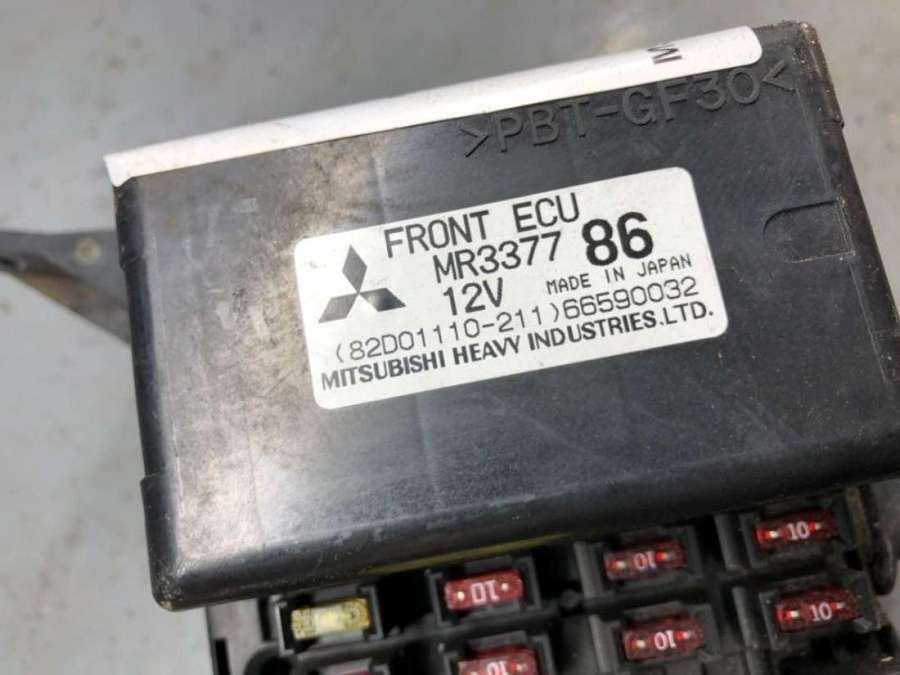 M
>PBT-GF30<
FRONT ECU
MR3377 86
12V MADE IN JAPAN
(82D01110-211)66590032
MITSUBISHI HEAVY INDUSTRIES.LTD.
10
10
10
10
10
10